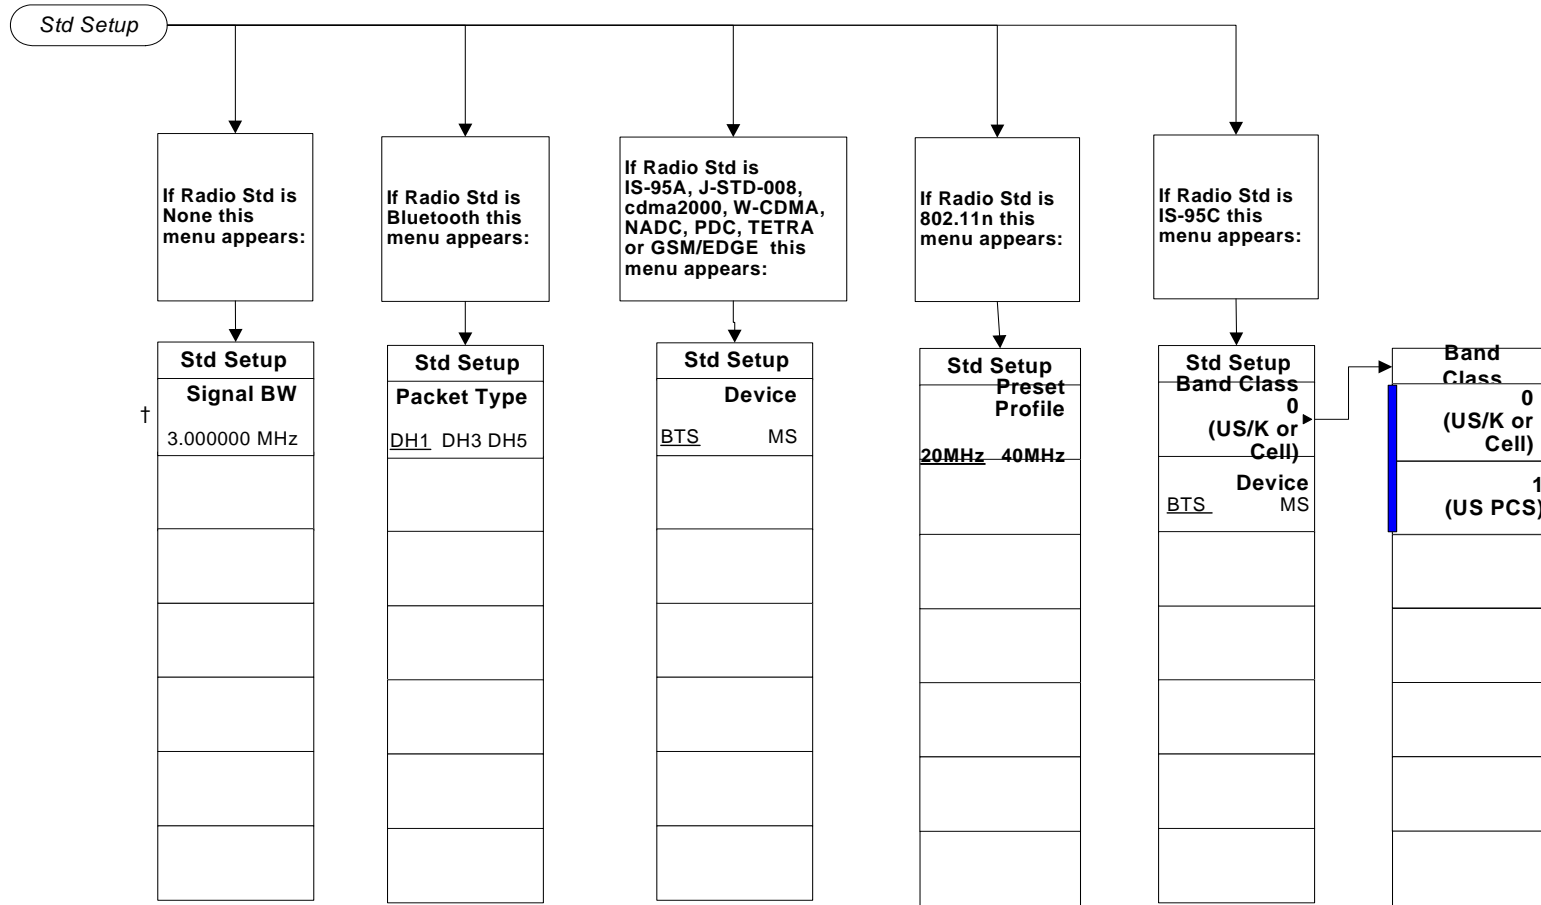 Std Setup
If Radio Std is
None this
menu appears:
If Radio Std is
Bluetooth this
menu appears:
If Radio Std is
IS-95A, J-STD-008,
cdma2000, W-CDMA,
NADC, PDC, TETRA
or GSM/EDGE this
menu appears:
If Radio Std is
802.11n this
menu appears:
If Radio Std is
IS-95C this
menu appears:
Std Setup
Signal BW
†
3.000000 MHz
Std Setup
Packet Type
DH1 DH3 DH5
Std Setup
Device
BTS MS
Std Setup
Preset
Profile
20MHz 40MHz
Std Setup
Band Class
0
(US/K or
Cell)
Device
BTS MS
Band
Class
0
(US/K or
Cell)
1
(US PCS)